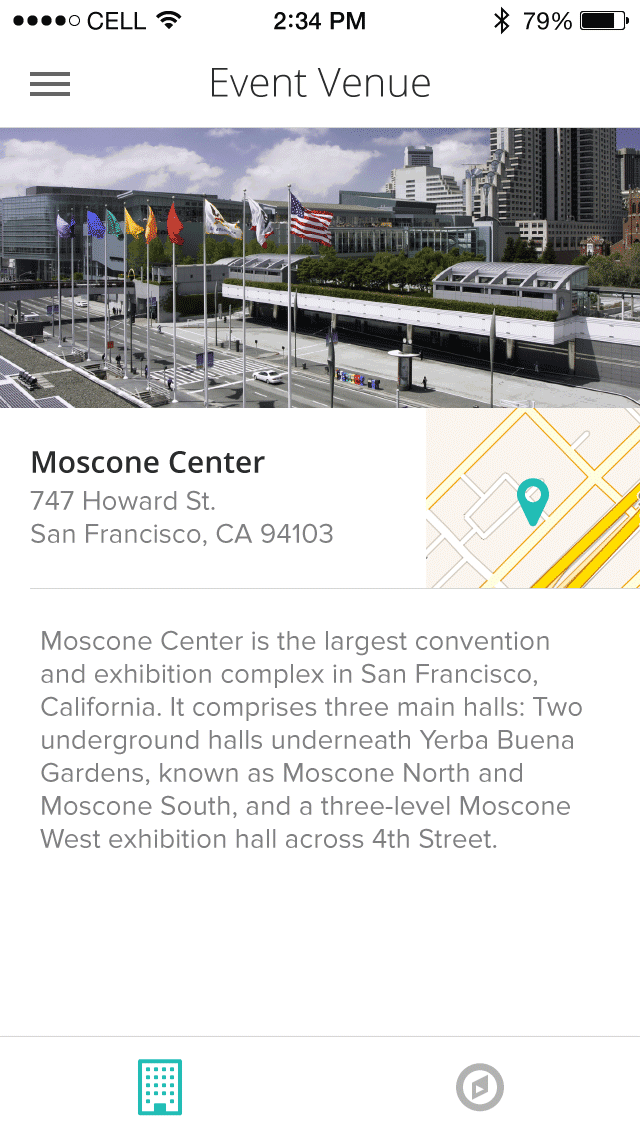 CELL 2:34 PM 79%
Event Venue
Moscone Center
747 Howard St.
San Francisco, CA 94103
Moscone Center is the largest convention
and exhibition complex in San Francisco,
California. It comprises three main halls: Two
underground halls underneath Yerba Buena
Gardens, known as Moscone North and
Moscone South, and a three-level Moscone
West exhibition hall across 4th Street.